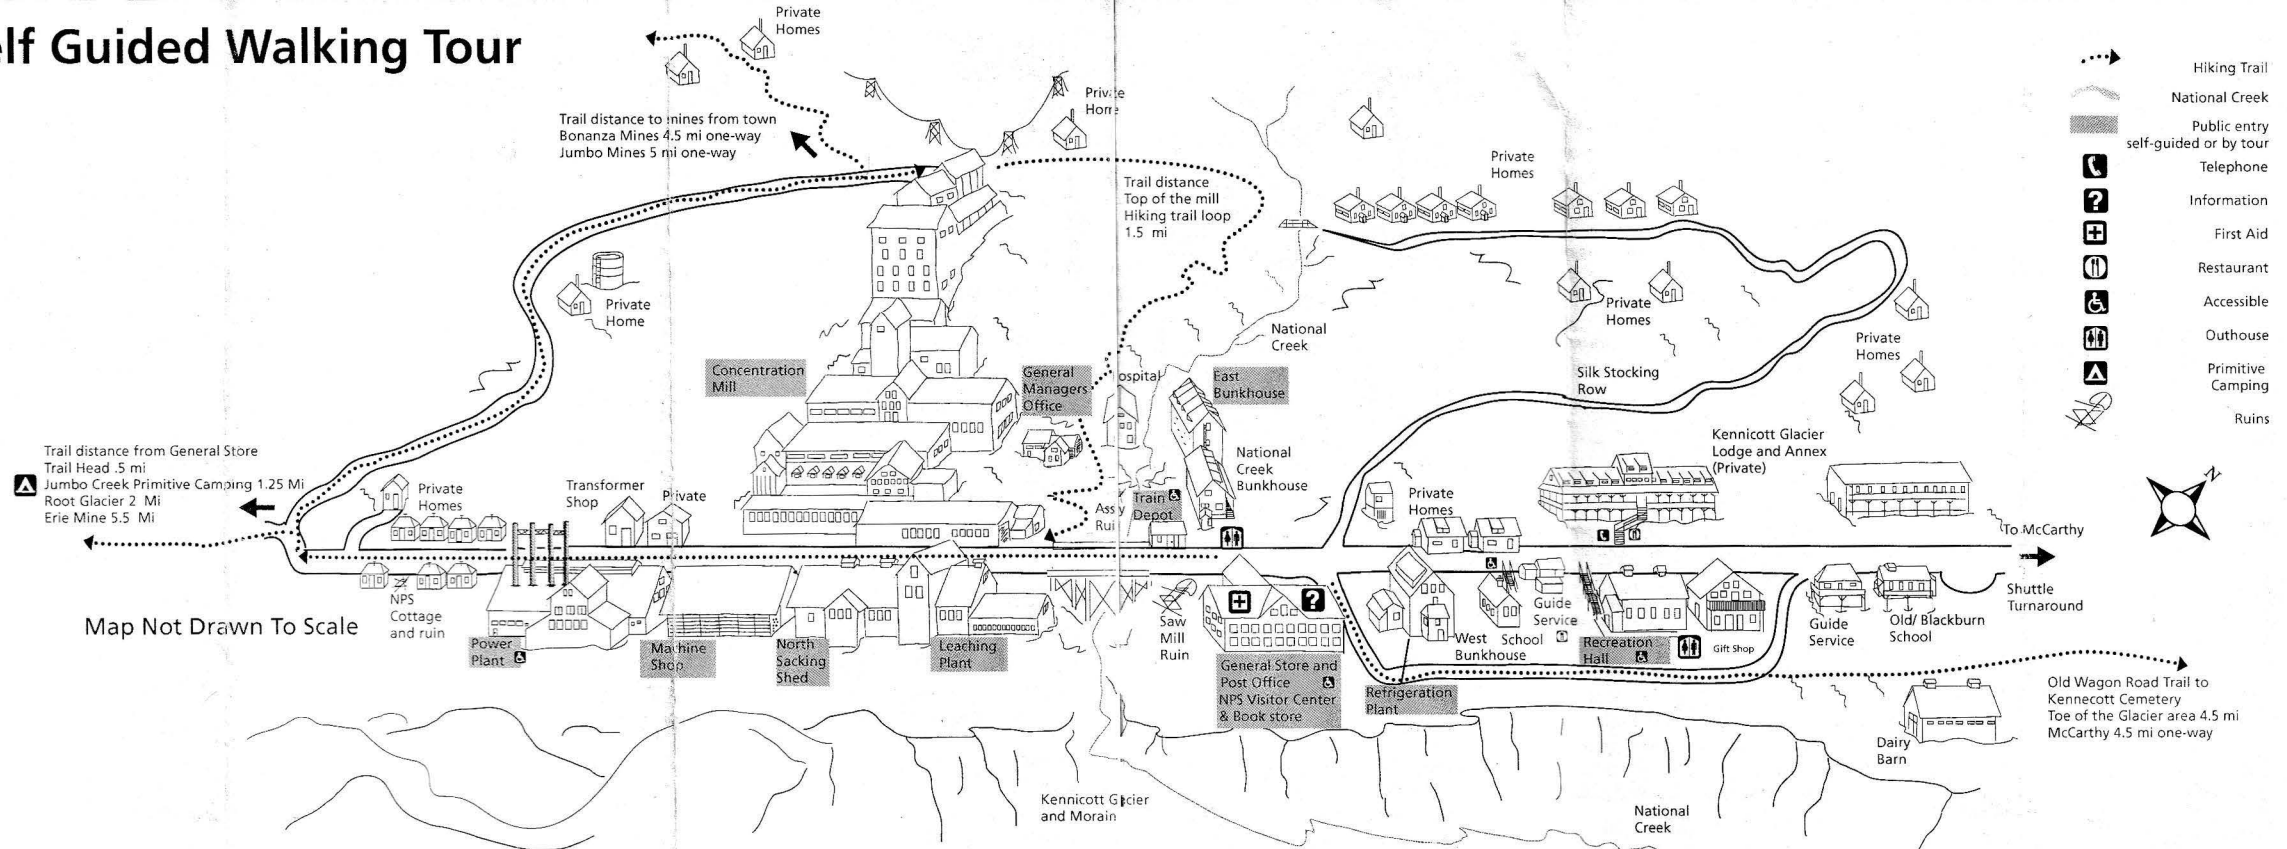 elf Guided Walking Tour
Private
Homes
Trail distance to mines from town
Bonanza Mines 4.5 mi one-way
Jumbo Mines 5 mi one-way
Private
Home
Trail distance
Top of the mill
Hiking trail loop
1.5 mi
Private
Homes
Hiking Trail
National Creek
Public entry
self-guided or by tour
Telephone
Information
First Aid
Restaurant
Accessible
Outhouse
Primitive
Camping
Ruins
Private
Home
National
Creek
Private
Homes
Private
Homes
Silk Stocking
Row
Concentration
Mill
General
Managers
Office
ospital
East
Bunkhouse
National
Creek
Bunkhouse
Kennicott Glacier
Lodge and Annex
(Private)
Trail distance from General Store
Trail Head .5 mi
Jumbo Creek Primitive Camping 1.25 Mi
Root Glacier 2 Mi
Erie Mine 5.5 Mi
Private
Homes
Transformer
Shop
Private
Train
Depot
Private
Homes
N
To McCarthy
Shuttle
Turnaround
Map Not Drawn To Scale
NPS
Cottage
and ruin
Power
Plant
Machine
Shop
North
Sacking
Shed
Leaching
Plant
Saw
Mill
Ruin
General Store and
Post Office
NPS Visitor Center
& Book store
Refrigeration
Plant
West
Bunkhouse
School
Guide
Service
Recreation
Hall
Gift Shop
Guide
Service
Old/ Blackburn
School
Old Wagon Road Trail to
Kennecott Cemetery
Toe of the Glacier area 4.5 mi
McCarthy 4.5 mi one-way
Dairy
Barn
Kennicott Glacier
and Morain
National
Creek